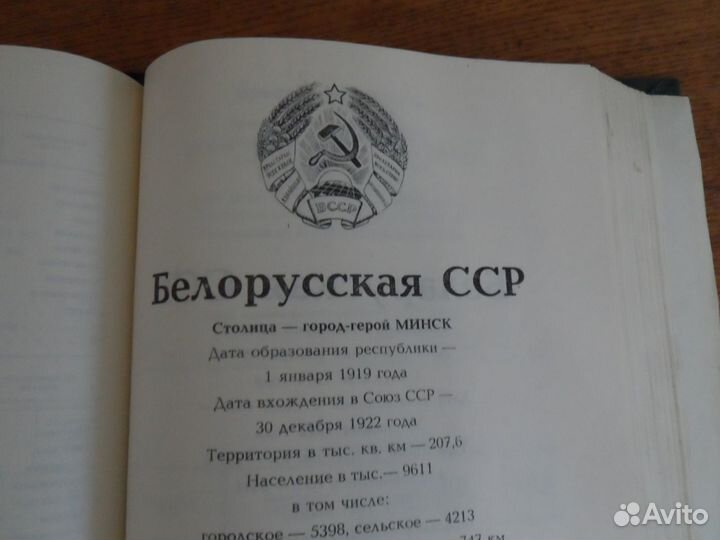 БССР
Белорусская ССР
Столица — город-герой МИНСК
Дата образования республики —
1 января 1919 года
Дата вхождения в Союз ССР —
30 декабря 1922 года
Территория в тыс. кв. км — 207,6
Население в тыс.— 9611
в том числе:
городское — 5398, сельское — 4213
км
Avito